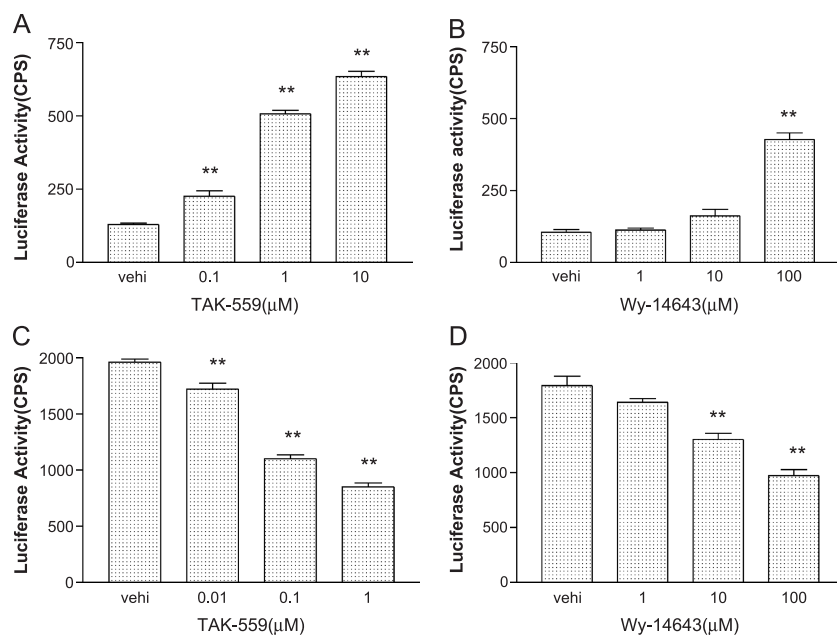 A
750
500
250
0
Luciferase Activity(CPS)
**
**
**
vehi 0.1 1 10
TAK-559(μM)
B
750
500
250
0
Luciferase activity(CPS)
**
vehi 1 10 100
Wy-14643(μM)
C
2000
1500
1000
500
0
Luciferase Activity(CPS)
**
**
**
vehi 0.01 0.1 1
TAK-559(μM)
D
2000
1500
1000
500
0
Luciferase Activity(CPS)
**
**
vehi 1 10 100
Wy-14643(μM)